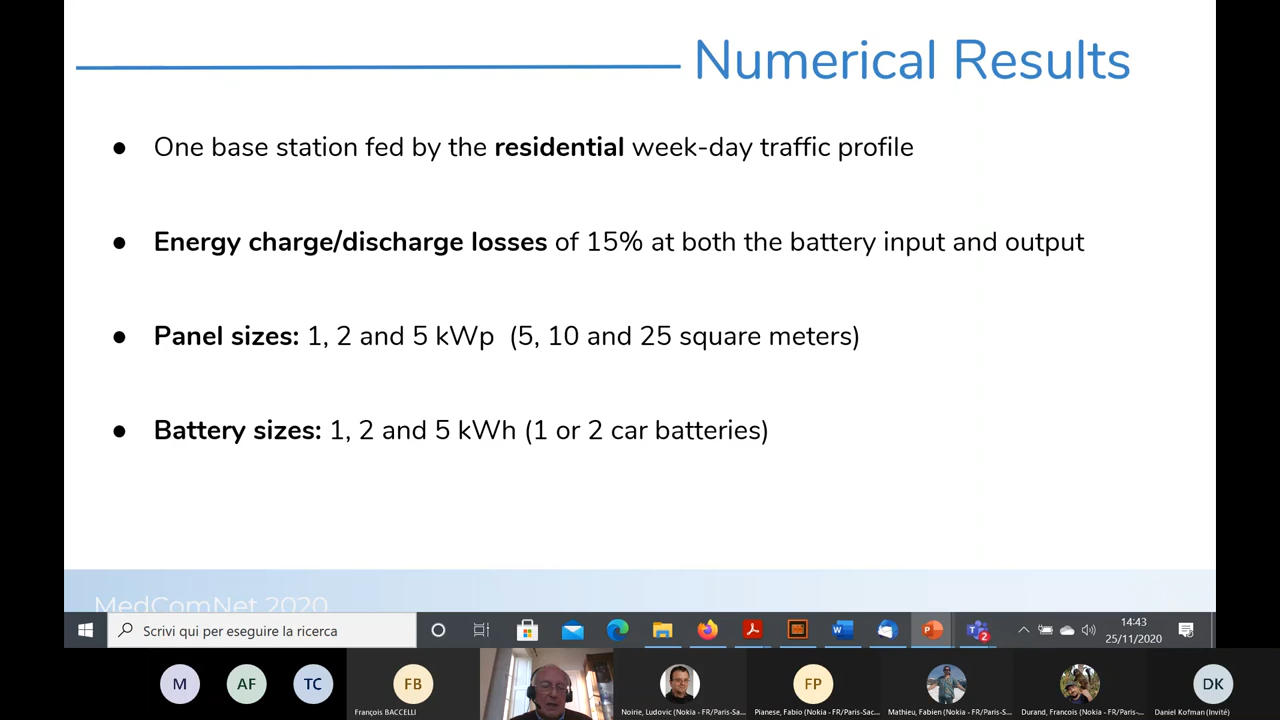 Numerical Results
● One base station fed by the residential week-day traffic profile
● Energy charge/discharge losses of 15% at both the battery input and output
● Panel sizes: 1, 2 and 5 kWp (5, 10 and 25 square meters)
● Battery sizes: 1, 2 and 5 kWh (1 or 2 car batteries)
MedComNet 2020
Scrivi qui per eseguire la ricerca
2
14:43
25/11/2020
M
AF
TC
FB
FP
DK
François BACCELLI
Noirie, Ludovic (Nokia - FR/Paris-Sa...
Pianese, Fabio (Nokia - FR/Paris-Sac...
Mathieu, Fabien (Nokia - FR/Paris-S...
Durand, Francois (Nokia - FR/Paris-...
Daniel Kofman (Invité)